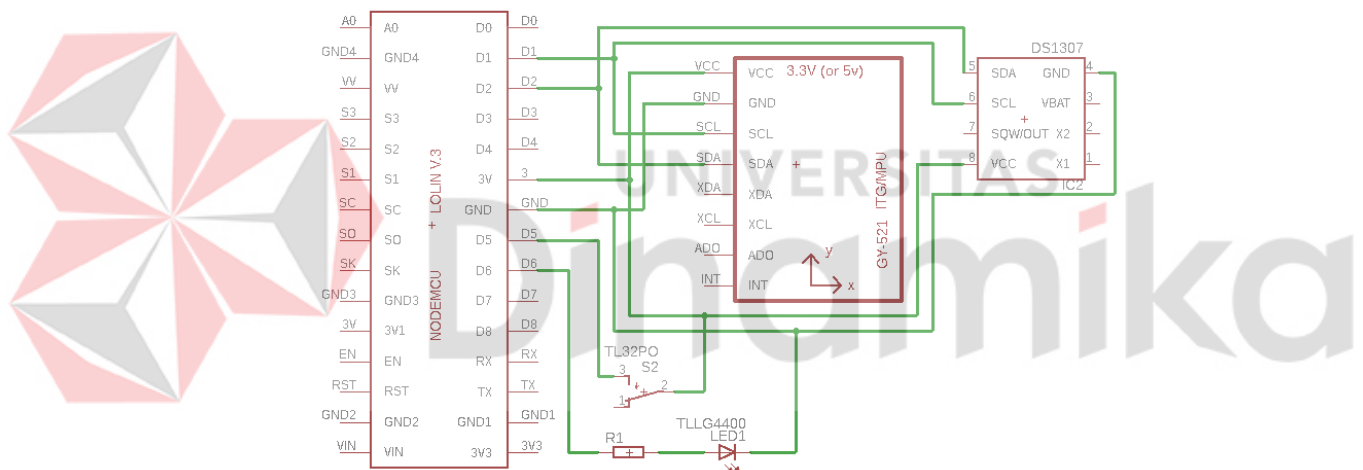 A0 A0 D0 D0
GND4 GND4 D1 D1
VV VV D2 D2
S3 S3 D3 D3
S2 S2 D4 D4
S1 S1 3V 3
SC SC GND GND
SO SO D5 D5
SK SK D6 D6
GND3 GND3 D7 D7
3V 3V1 D8 D8
EN EN RX RX
RST RST TX TX
GND2 GND2 GND1 GND1
VIN VIN 3V3 3V3
NODEMCU + LOLIN V.3
3.3V (or 5v)
VCC VCC
GND GND
SCL SCL
SDA SDA
XDA XDA
XCL XCL
ADO ADO
INT INT
GY-521 ITG/MPU
y
x
DS1307
5 SDA GND 4
6 SCL VBAT 3
7 SQW/OUT X2 2
8 VCC X1 1
IC2
TL32PO
S2
3
2
1
TLLG4400
R1 LED1
UNIVERSITAS
Dinamika